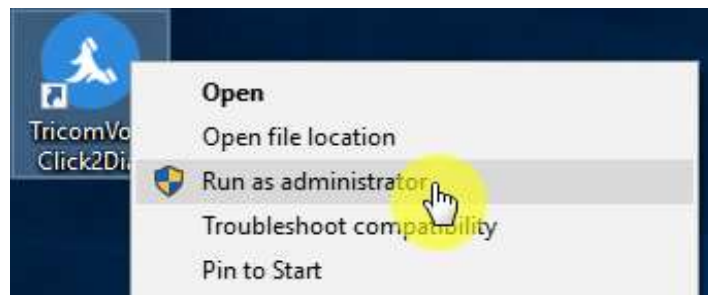 TricomVo
Click2Di
Open
Open file location
Run as administrator
Troubleshoot compatibility
Pin to Start